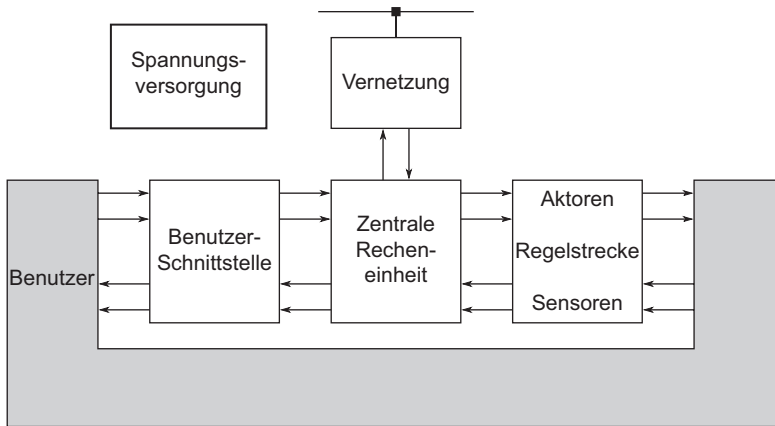 Spannungs-
versorgung
Vernetzung
Benutzer
Benutzer-
Schnittstelle
Zentrale
Rechen-
einheit
Aktoren
Regelstrecke
Sensoren